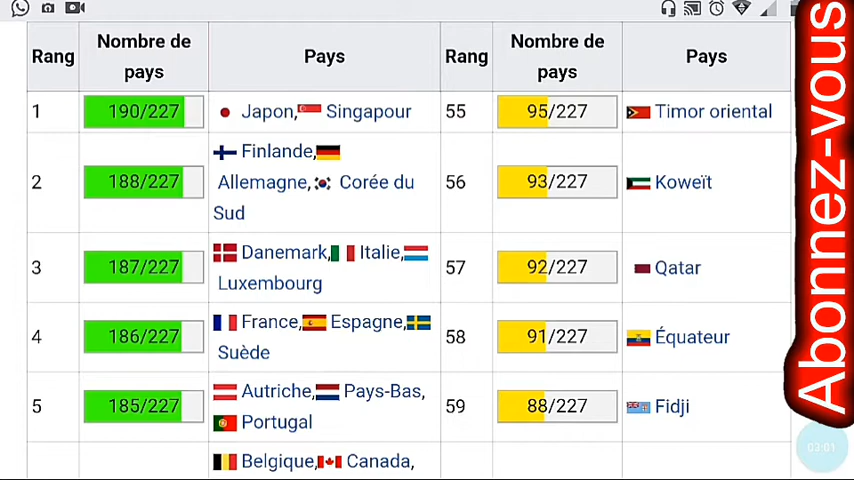 Rang Nombre de pays Pays Rang Nombre de pays Pays
1 190/227 Japon, Singapour 55 95/227 Timor oriental
2 188/227 Finlande, Allemagne, Corée du Sud 56 93/227 Koweït
3 187/227 Danemark, Italie, Luxembourg 57 92/227 Qatar
4 186/227 France, Espagne, Suède 58 91/227 Équateur
5 185/227 Autriche, Pays-Bas, Portugal 59 88/227 Fidji
Belgique, Canada,
Abonnez-vous
03:01